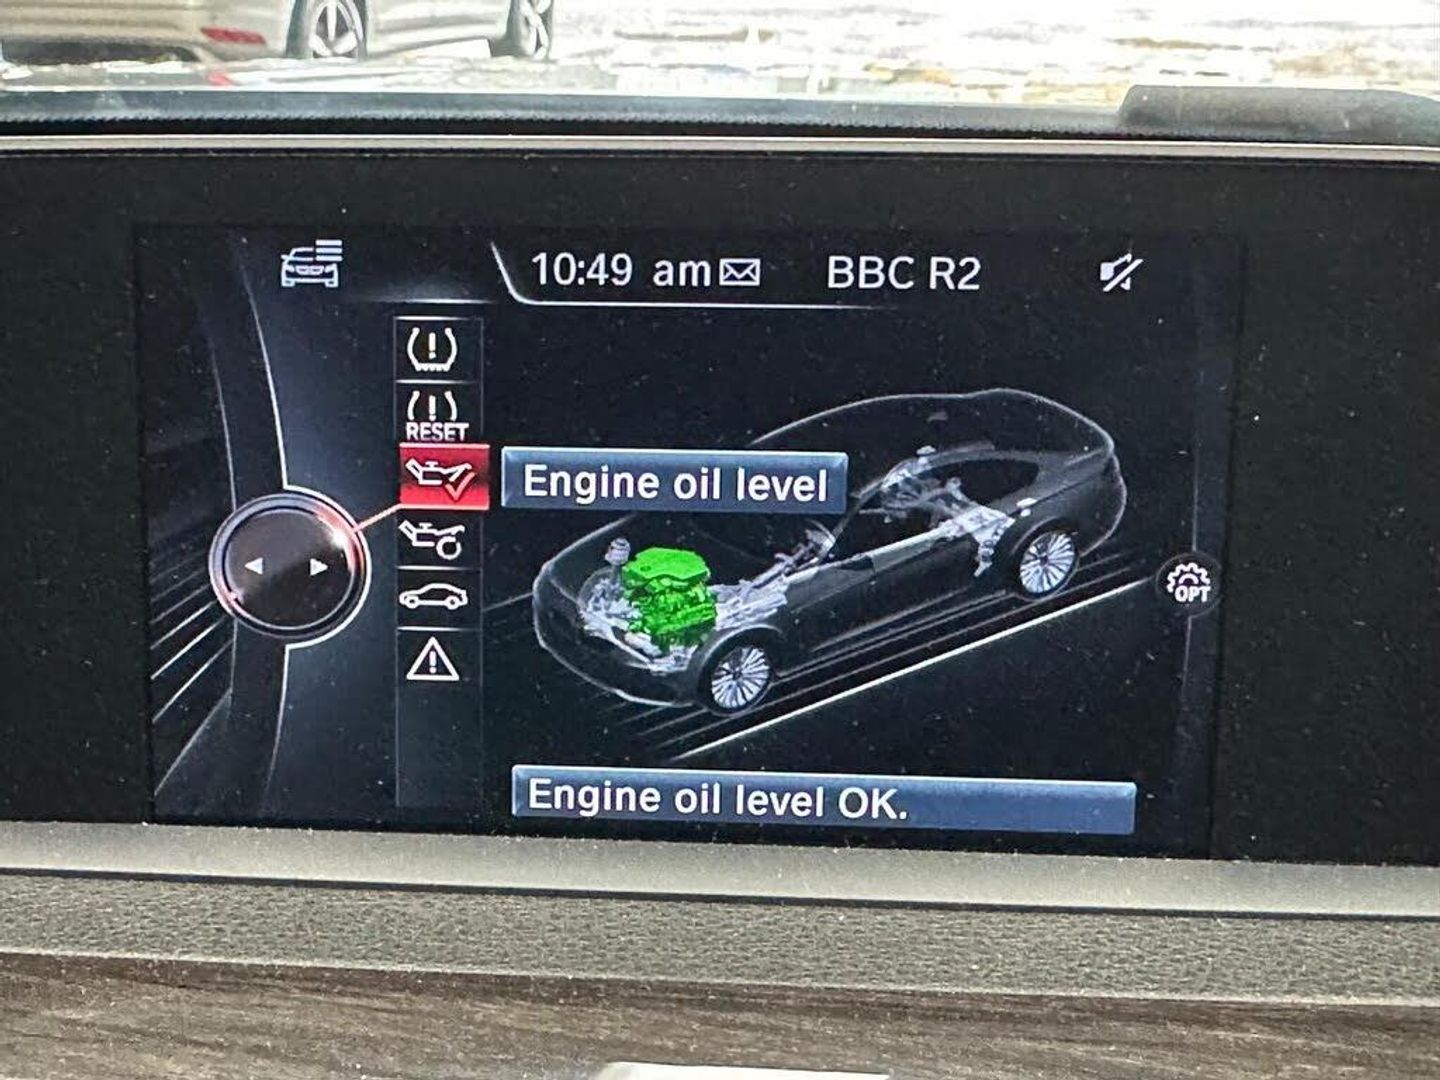 10:49 am BBC R2
RESET
Engine oil level
OPT
Engine oil level OK.